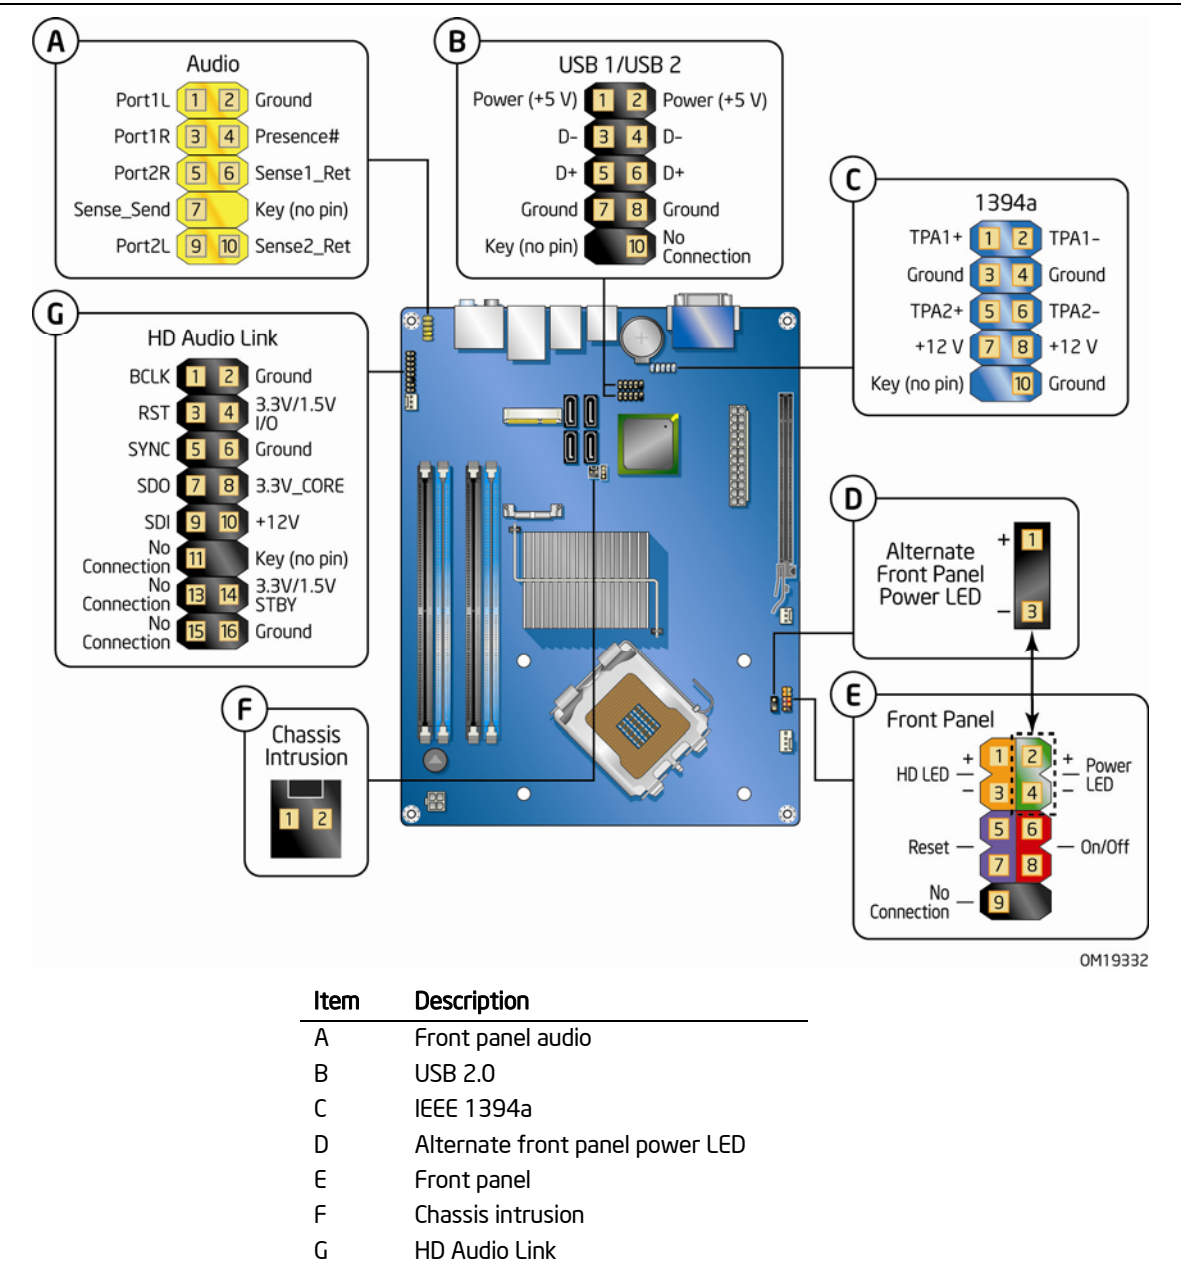 A
Audio
Port1L 1 2 Ground
Port1R 3 4 Presence#
Port2R 5 6 Sense1_Ret
Sense_Send 7 Key (no pin)
Port2L 9 10 Sense2_Ret
B
USB 1/USB 2
Power (+5 V) 1 2 Power (+5 V)
D− 3 4 D−
D+ 5 6 D+
Ground 7 8 Ground
Key (no pin) 10 No
Connection
C
1394a
TPA1+ 1 2 TPA1−
Ground 3 4 Ground
TPA2+ 5 6 TPA2−
+12 V 7 8 +12 V
Key (no pin) 10 Ground
G
HD Audio Link
BCLK 1 2 Ground
RST 3 4 3.3V/1.5V
I/O
SYNC 5 6 Ground
SDO 7 8 3.3V_CORE
SDI 9 10 +12V
No
Connection 11 Key (no pin)
No
Connection 13 14 3.3V/1.5V
STBY
No
Connection 15 16 Ground
D
Alternate
Front Panel
Power LED
+ 1
− 3
F
Chassis
Intrusion
1 2
E
Front Panel
HD LED + 1 2 + Power
LED
− 3 4 −
Reset 5 6 On/Off
7 8
No
Connection 9
OM19332
Item Description
A Front panel audio
B USB 2.0
C IEEE 1394a
D Alternate front panel power LED
E Front panel
F Chassis intrusion
G HD Audio Link